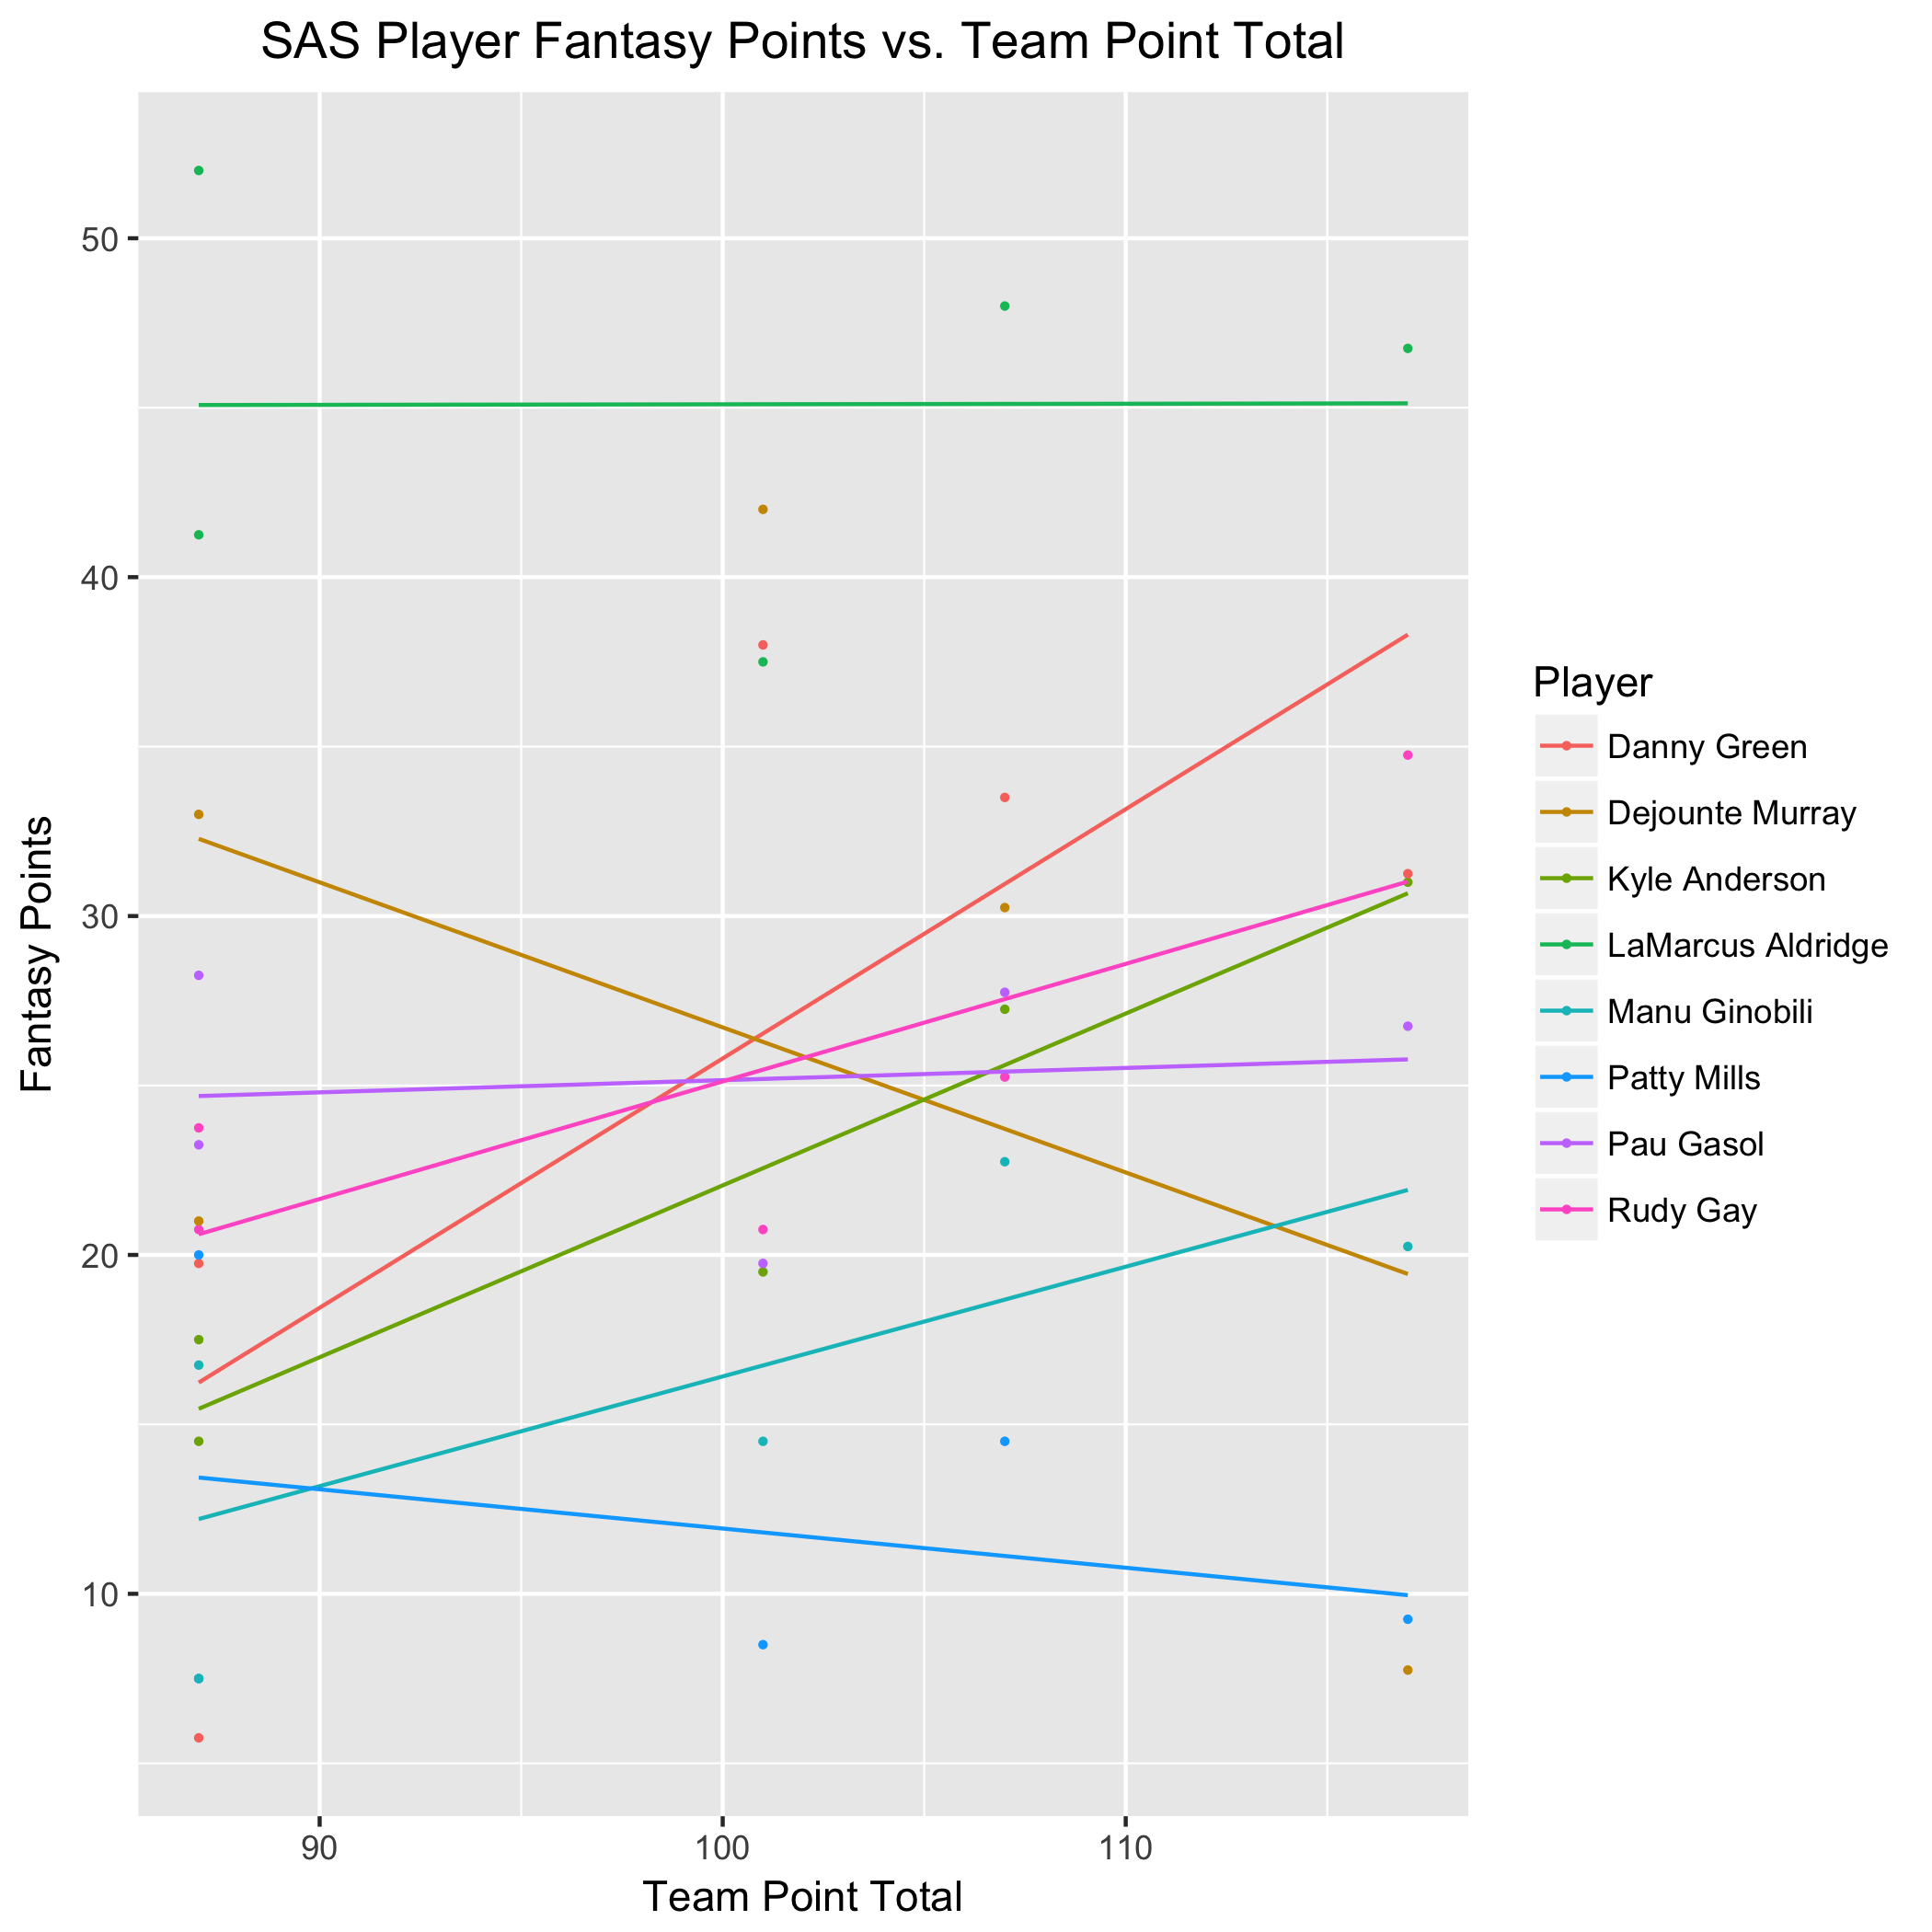 SAS Player Fantasy Points vs. Team Point Total
50
40
30
20
10
Fantasy Points
90 100 110
Team Point Total
Player
Danny Green
Dejounte Murray
Kyle Anderson
LaMarcus Aldridge
Manu Ginobili
Patty Mills
Pau Gasol
Rudy Gay